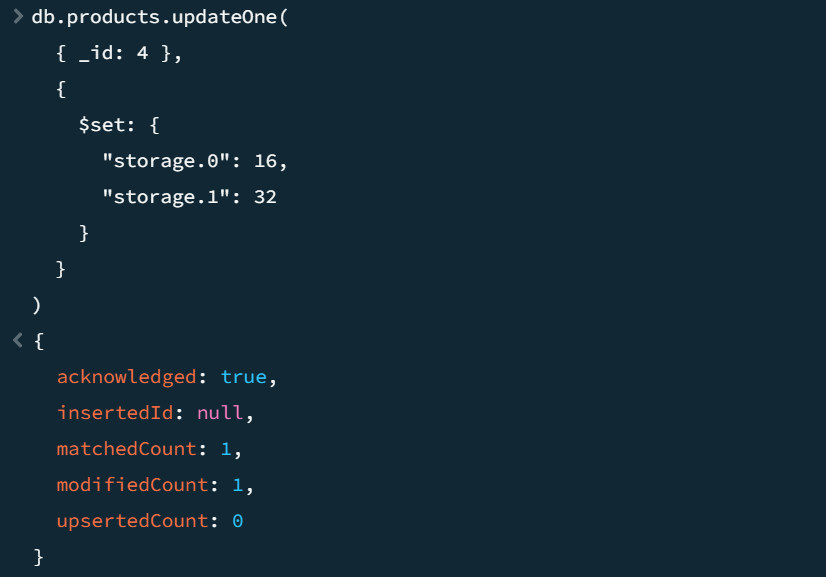 > db.products.updateOne(
{ _id: 4 },
{
$set: {
"storage.0": 16,
"storage.1": 32
}
}
)
< {
acknowledged: true,
insertedId: null,
matchedCount: 1,
modifiedCount: 1,
upsertedCount: 0
}